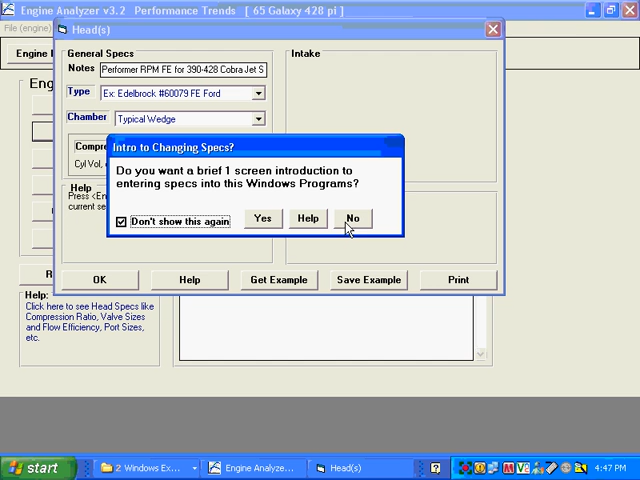 Engine Analyzer v3.2 Performance Trends [ 65 Galaxy 428 pi ]
File (engine)
Head(s)
Engine
General Specs
Intake
Notes Performer RPM FE for 390-428 Cobra Jet S
Type Ex: Edelbrock #60079 FE Ford
Chamber Typical Wedge
Eng
Compre
Cyl Vol,
Intro to Changing Specs?
Do you want a brief 1 screen introduction to
entering specs into this Windows Programs?
Don't show this again
Yes Help No
Help
Press <En
current se
OK Help Get Example Save Example Print
R
Help:
Click here to see Head Specs like
Compression Ratio, Valve Sizes
and Flow Efficiency, Port Sizes,
etc.
start 2 Windows Ex... Engine Analyze... Head(s) 4:47 PM